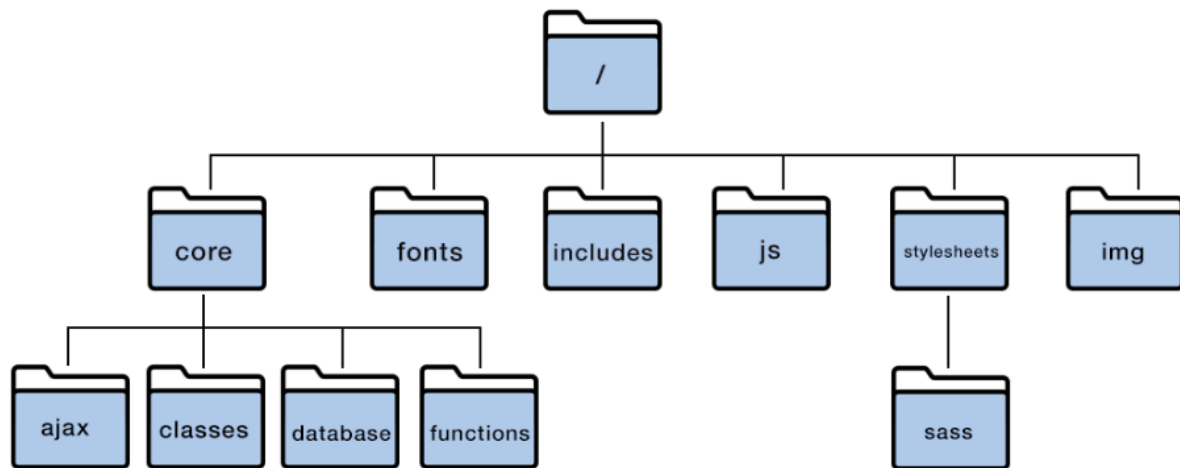 /
core
fonts
includes
js
stylesheets
img
ajax
classes
database
functions
sass